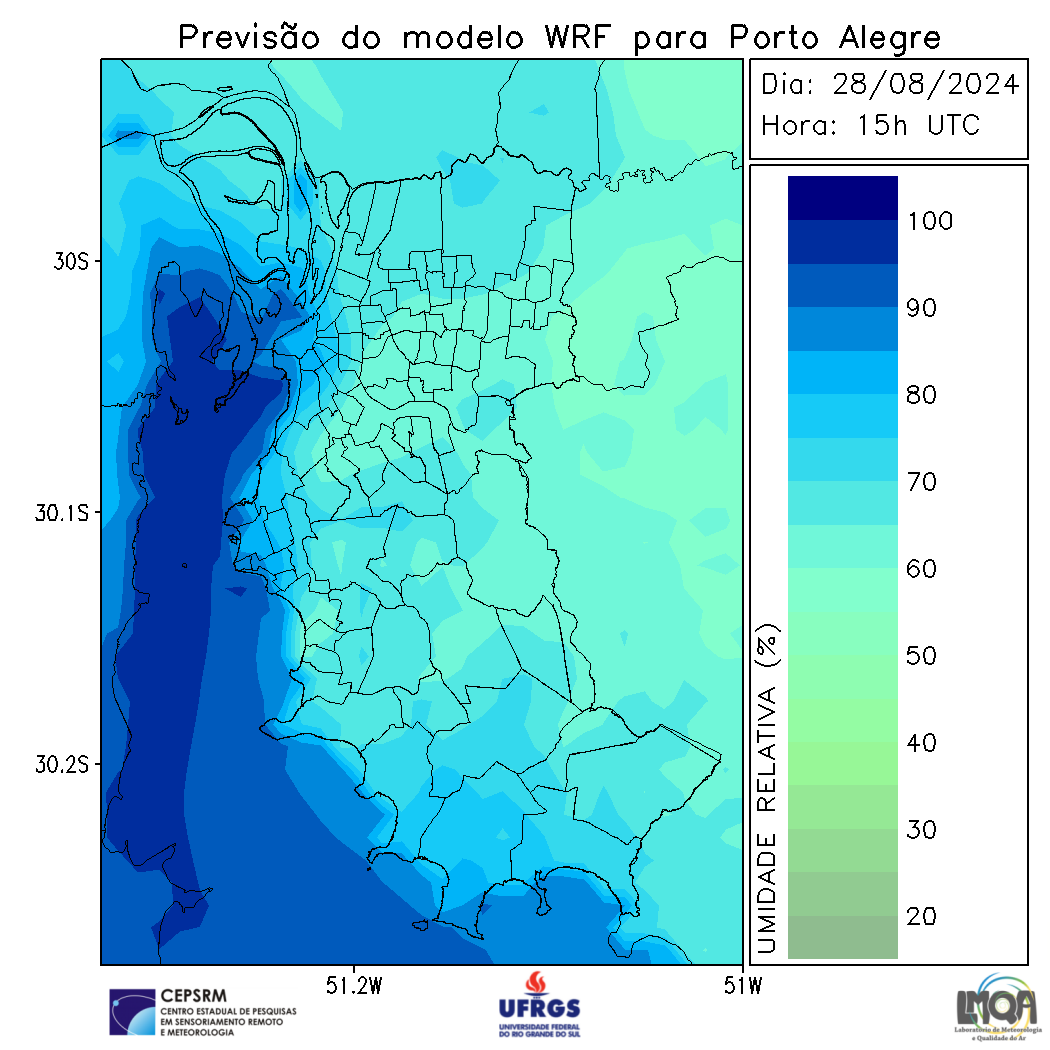 Previsão do modelo WRF para Porto Alegre
Dia: 28/08/2024
Hora: 15h UTC
30S
30.1S
30.2S
51.2W
51W
UMIDADE RELATIVA (%)
100
90
80
70
60
50
40
30
20
CEPSRM
CENTRO ESTADUAL DE PESQUISAS
EM SENSORIAMENTO REMOTO
E METEOROLOGIA
UFRGS
UNIVERSIDADE FEDERAL
DO RIO GRANDE DO SUL
LMQA
Laboratório de Meteorologia
e Qualidade do Ar